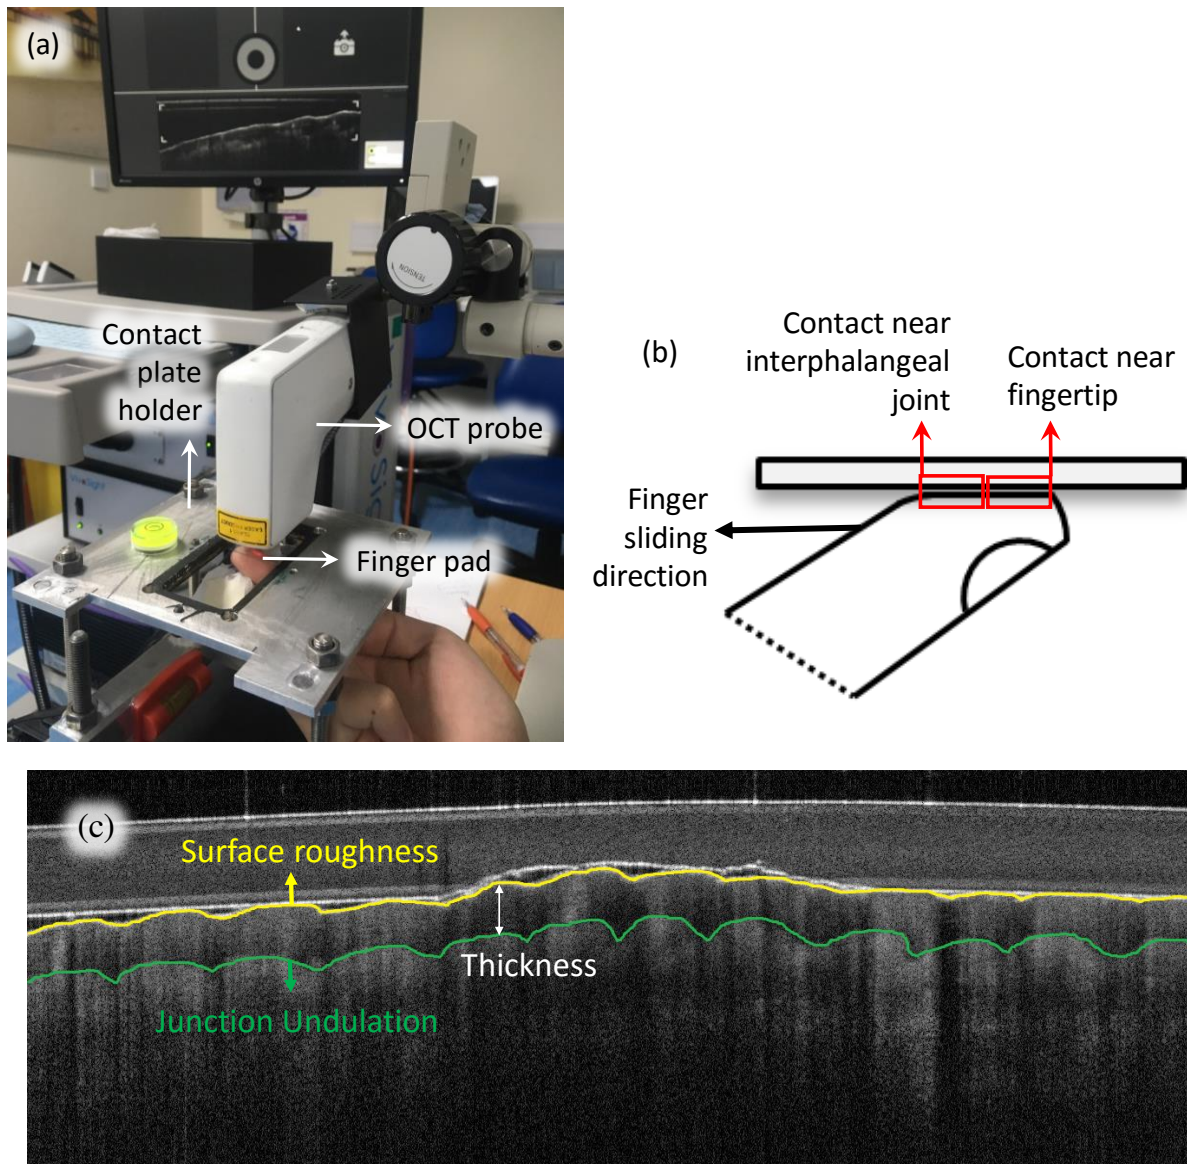 (a)
TENSION
Contact
plate
holder
OCT probe
Finger pad
(b)
Contact near
interphalangeal
joint
Contact near
fingertip
Finger
sliding
direction
(c)
Surface roughness
Thickness
Junction Undulation